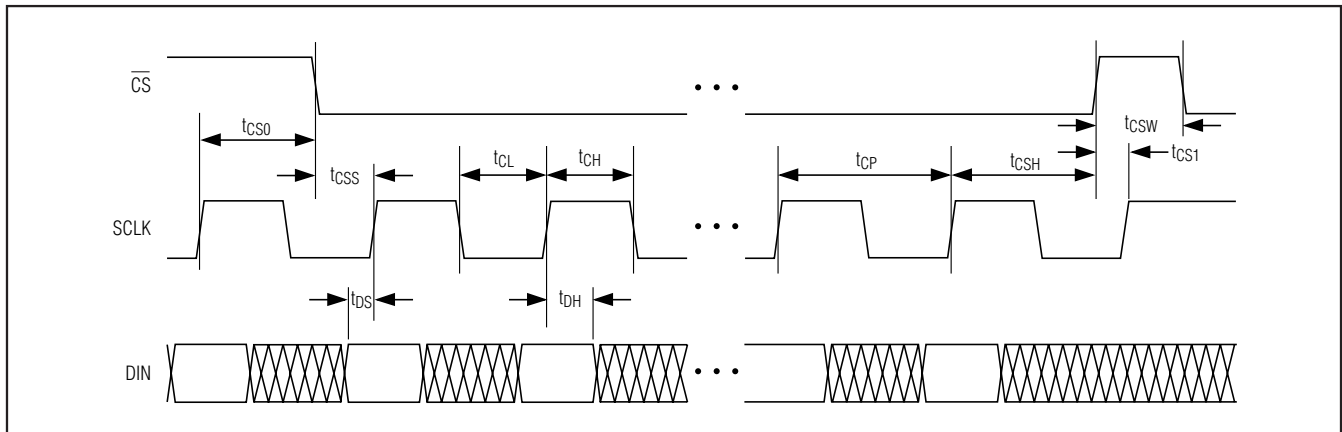 CS
tCS0
tCSS
tCL
tCH
tCP
tCSH
tCSW
tCS1
SCLK
tDS
tDH
DIN